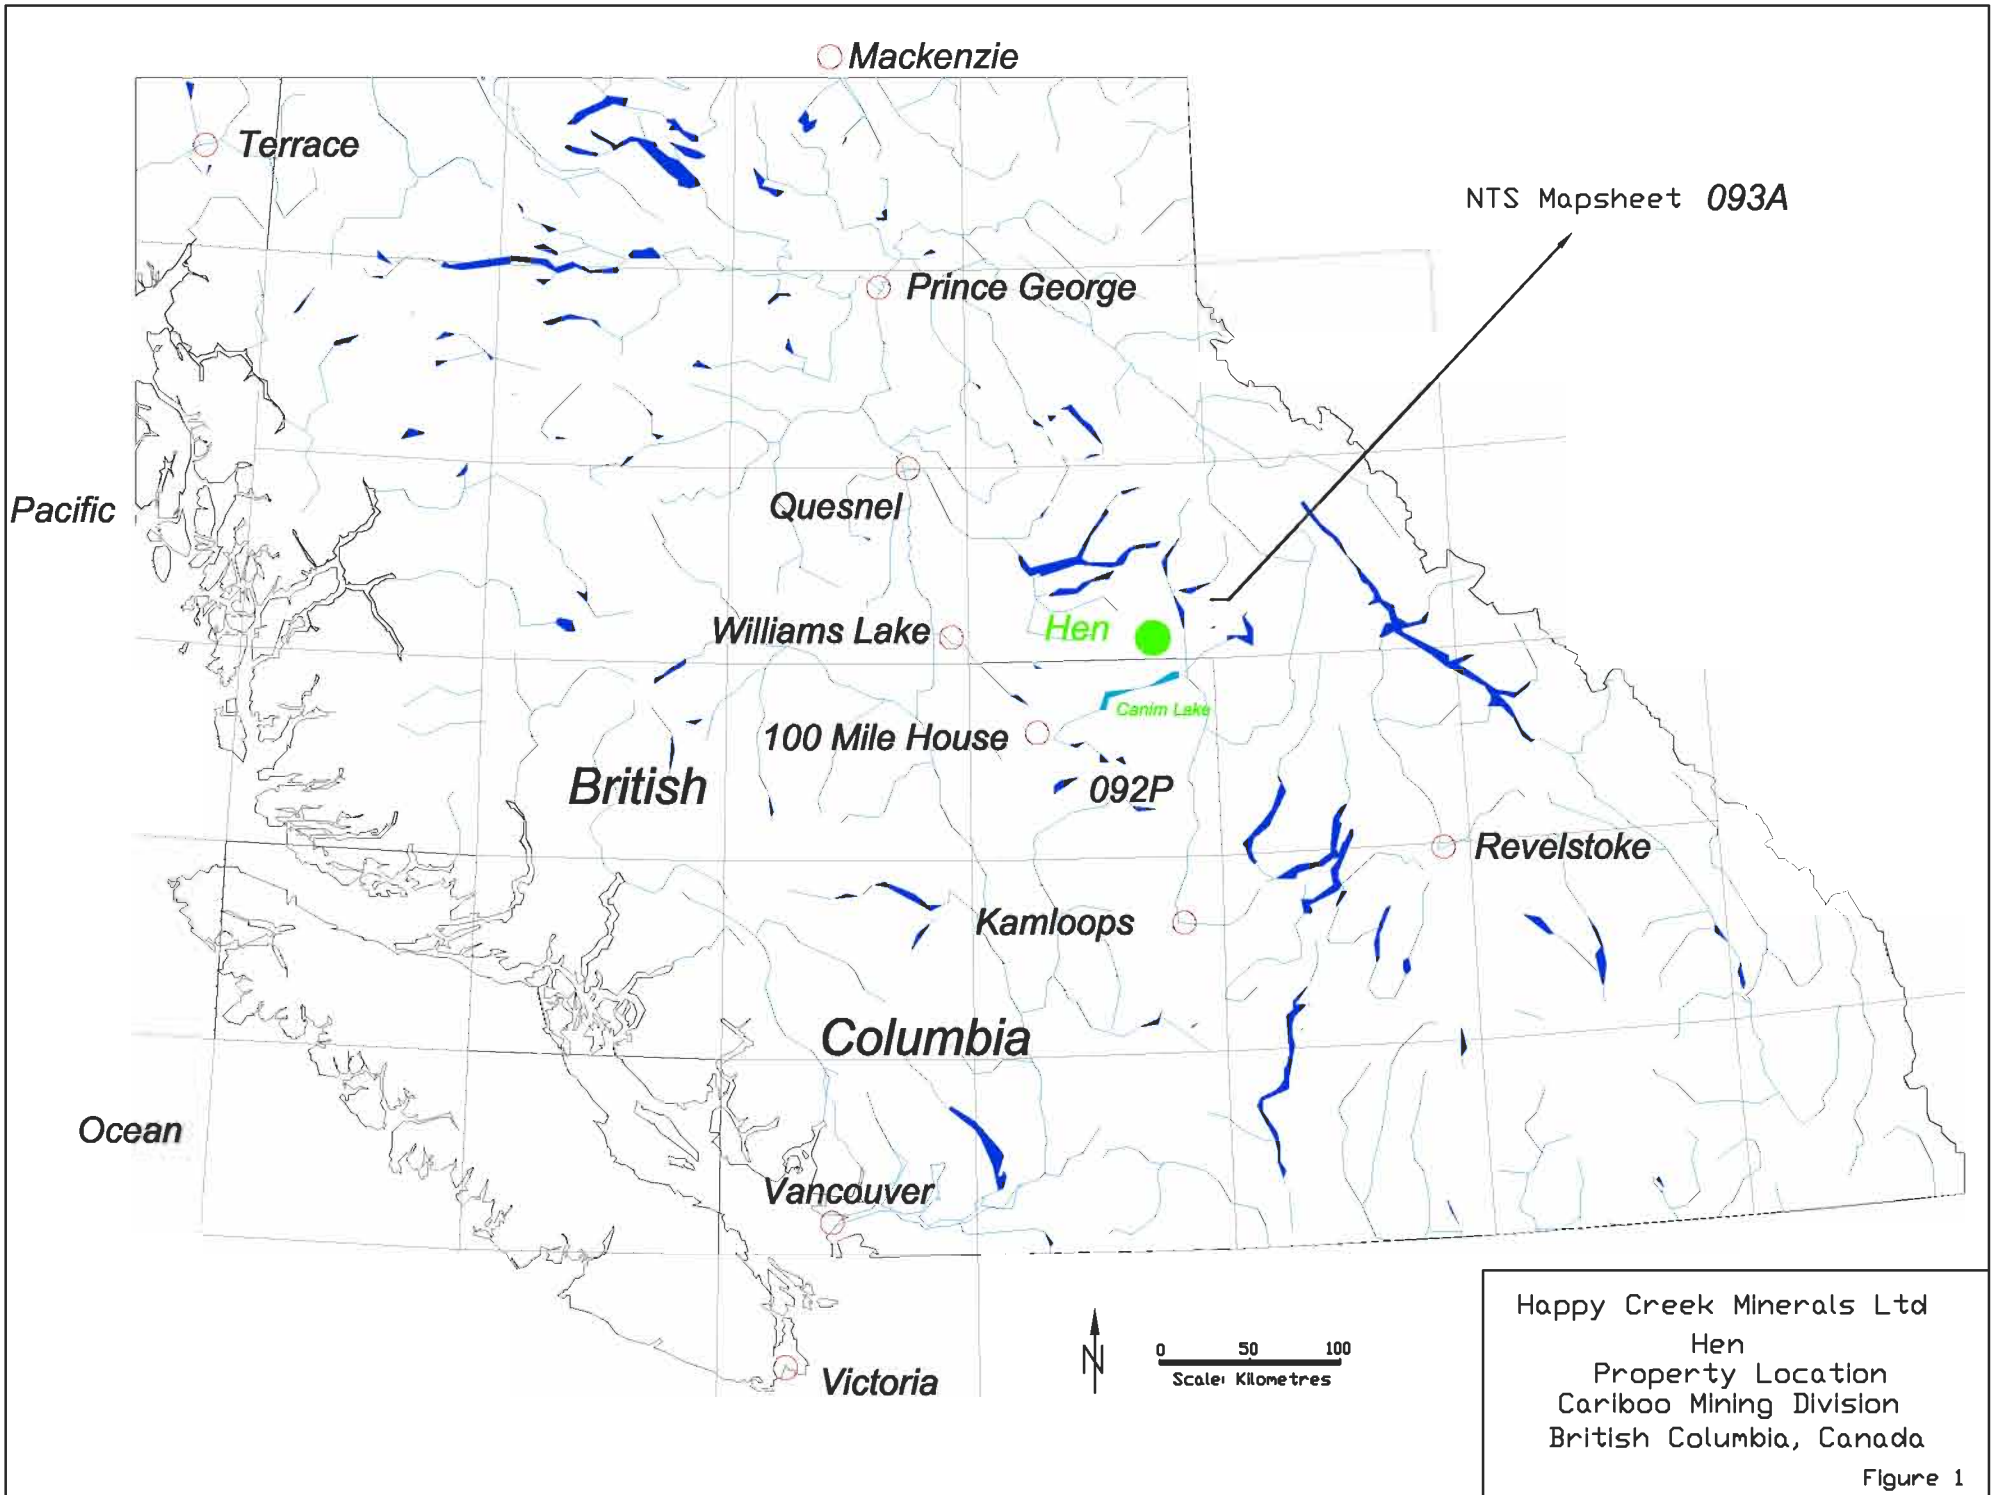 Mackenzie
Terrace
NTS Mapsheet 093A
Prince George
Pacific
Quesnel
Williams Lake
Hen
Canim Lake
100 Mile House
British
092P
Revelstoke
Kamloops
Columbia
Ocean
Vancouver
Victoria
N
0 50 100
Scale: Kilometres
Happy Creek Minerals Ltd
Hen
Property Location
Cariboo Mining Division
British Columbia, Canada
Figure 1